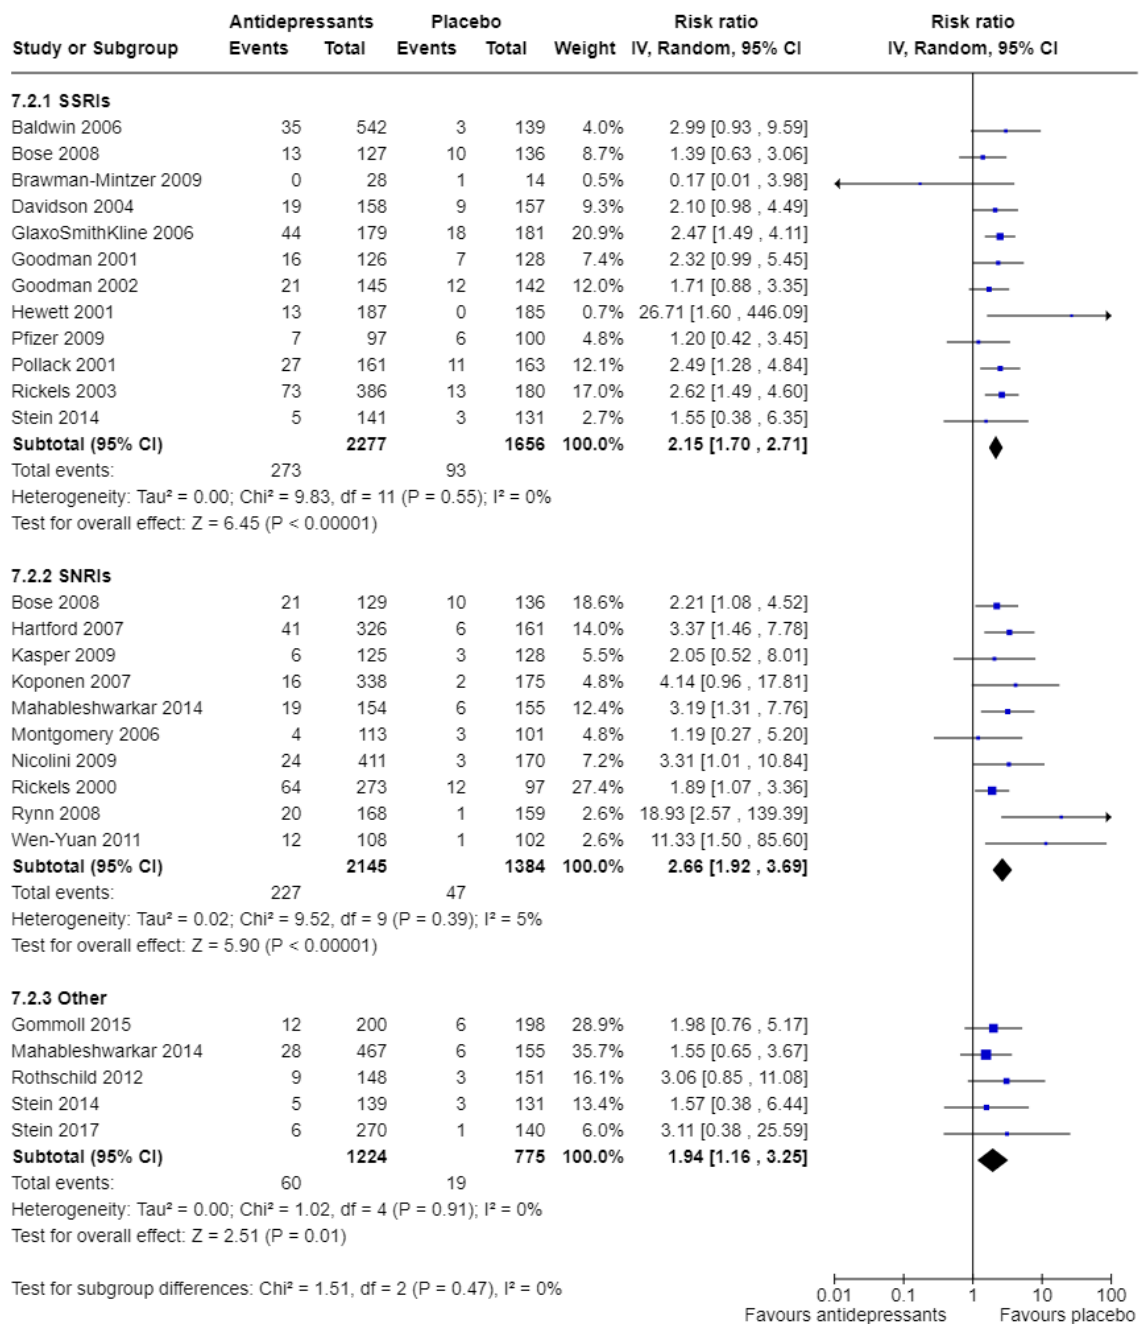 Antidepressants Placebo Risk ratio Risk ratio
Study or Subgroup Events Total Events Total Weight IV, Random, 95% CI IV, Random, 95% CI
7.2.1 SSRIs
Baldwin 2006 35 542 3 139 4.0% 2.99 [0.93 , 9.59]
Bose 2008 13 127 10 136 8.7% 1.39 [0.63 , 3.06]
Brawman-Mintzer 2009 0 28 1 14 0.5% 0.17 [0.01 , 3.98]
Davidson 2004 19 158 9 157 9.3% 2.10 [0.98 , 4.49]
GlaxoSmithKline 2006 44 179 18 181 20.9% 2.47 [1.49 , 4.11]
Goodman 2001 16 126 7 128 7.4% 2.32 [0.99 , 5.45]
Goodman 2002 21 145 12 142 12.0% 1.71 [0.88 , 3.35]
Hewett 2001 13 187 0 185 0.7% 26.71 [1.60 , 446.09]
Pfizer 2009 7 97 6 100 4.8% 1.20 [0.42 , 3.45]
Pollack 2001 27 161 11 163 12.1% 2.49 [1.28 , 4.84]
Rickels 2003 73 386 13 180 17.0% 2.62 [1.49 , 4.60]
Stein 2014 5 141 3 131 2.7% 1.55 [0.38 , 6.35]
Subtotal (95% CI) 2277 1656 100.0% 2.15 [1.70 , 2.71]
Total events: 273 93
Heterogeneity: Tau² = 0.00; Chi² = 9.83, df = 11 (P = 0.55); I² = 0%
Test for overall effect: Z = 6.45 (P < 0.00001)
7.2.2 SNRIs
Bose 2008 21 129 10 136 18.6% 2.21 [1.08 , 4.52]
Hartford 2007 41 326 6 161 14.0% 3.37 [1.46 , 7.78]
Kasper 2009 6 125 3 128 5.5% 2.05 [0.52 , 8.01]
Koponen 2007 16 338 2 175 4.8% 4.14 [0.96 , 17.81]
Mahableshwarkar 2014 19 154 6 155 12.4% 3.19 [1.31 , 7.76]
Montgomery 2006 4 113 3 101 4.8% 1.19 [0.27 , 5.20]
Nicolini 2009 24 411 3 170 7.2% 3.31 [1.01 , 10.84]
Rickels 2000 64 273 12 97 27.4% 1.89 [1.07 , 3.36]
Rynn 2008 20 168 1 159 2.6% 18.93 [2.57 , 139.39]
Wen-Yuan 2011 12 108 1 102 2.6% 11.33 [1.50 , 85.60]
Subtotal (95% CI) 2145 1384 100.0% 2.66 [1.92 , 3.69]
Total events: 227 47
Heterogeneity: Tau² = 0.02; Chi² = 9.52, df = 9 (P = 0.39); I² = 5%
Test for overall effect: Z = 5.90 (P < 0.00001)
7.2.3 Other
Gommoll 2015 12 200 6 198 28.9% 1.98 [0.76 , 5.17]
Mahableshwarkar 2014 28 467 6 155 35.7% 1.55 [0.65 , 3.67]
Rothschild 2012 9 148 3 151 16.1% 3.06 [0.85 , 11.08]
Stein 2014 5 139 3 131 13.4% 1.57 [0.38 , 6.44]
Stein 2017 6 270 1 140 6.0% 3.11 [0.38 , 25.59]
Subtotal (95% CI) 1224 775 100.0% 1.94 [1.16 , 3.25]
Total events: 60 19
Heterogeneity: Tau² = 0.00; Chi² = 1.02, df = 4 (P = 0.91); I² = 0%
Test for overall effect: Z = 2.51 (P = 0.01)
Test for subgroup differences: Chi² = 1.51, df = 2 (P = 0.47), I² = 0%
0.01 0.1 1 10 100
Favours antidepressants Favours placebo